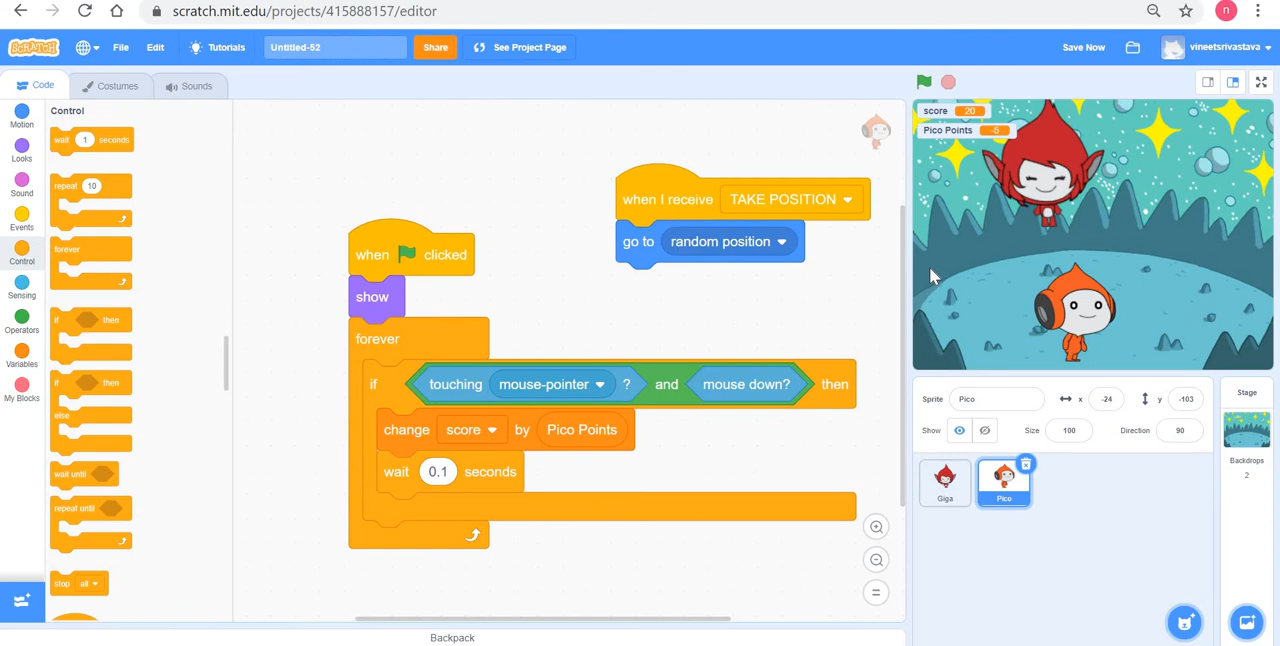 scratch.mit.edu/projects/415888157/editor
n
SCRATCH File Edit Tutorials Untitled-52 Share See Project Page Save Now vineetsrivastava
Code Costumes Sounds
Motion
Looks
Sound
Events
Control
Sensing
Operators
Variables
My Blocks
Control
wait 1 seconds
repeat 10
forever
if then
if then
else
wait until
repeat until
stop all
when clicked
show
forever
if touching mouse-pointer ? and mouse down? then
change score by Pico Points
wait 0.1 seconds
when I receive TAKE POSITION
go to random position
score 20
Pico Points -5
Sprite Pico x -24 y -103
Show Size 100 Direction 90
Giga
Pico
Stage
Backdrops
2
Backpack